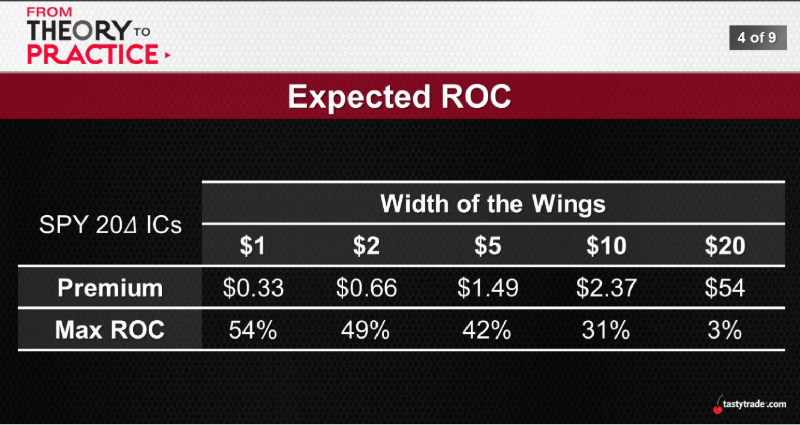 FROM
THEORY TO
PRACTICE
4 of 9
Expected ROC
SPY 20Δ ICs
Width of the Wings
$1 $2 $5 $10 $20
Premium $0.33 $0.66 $1.49 $2.37 $54
Max ROC 54% 49% 42% 31% 3%
tastytrade.com